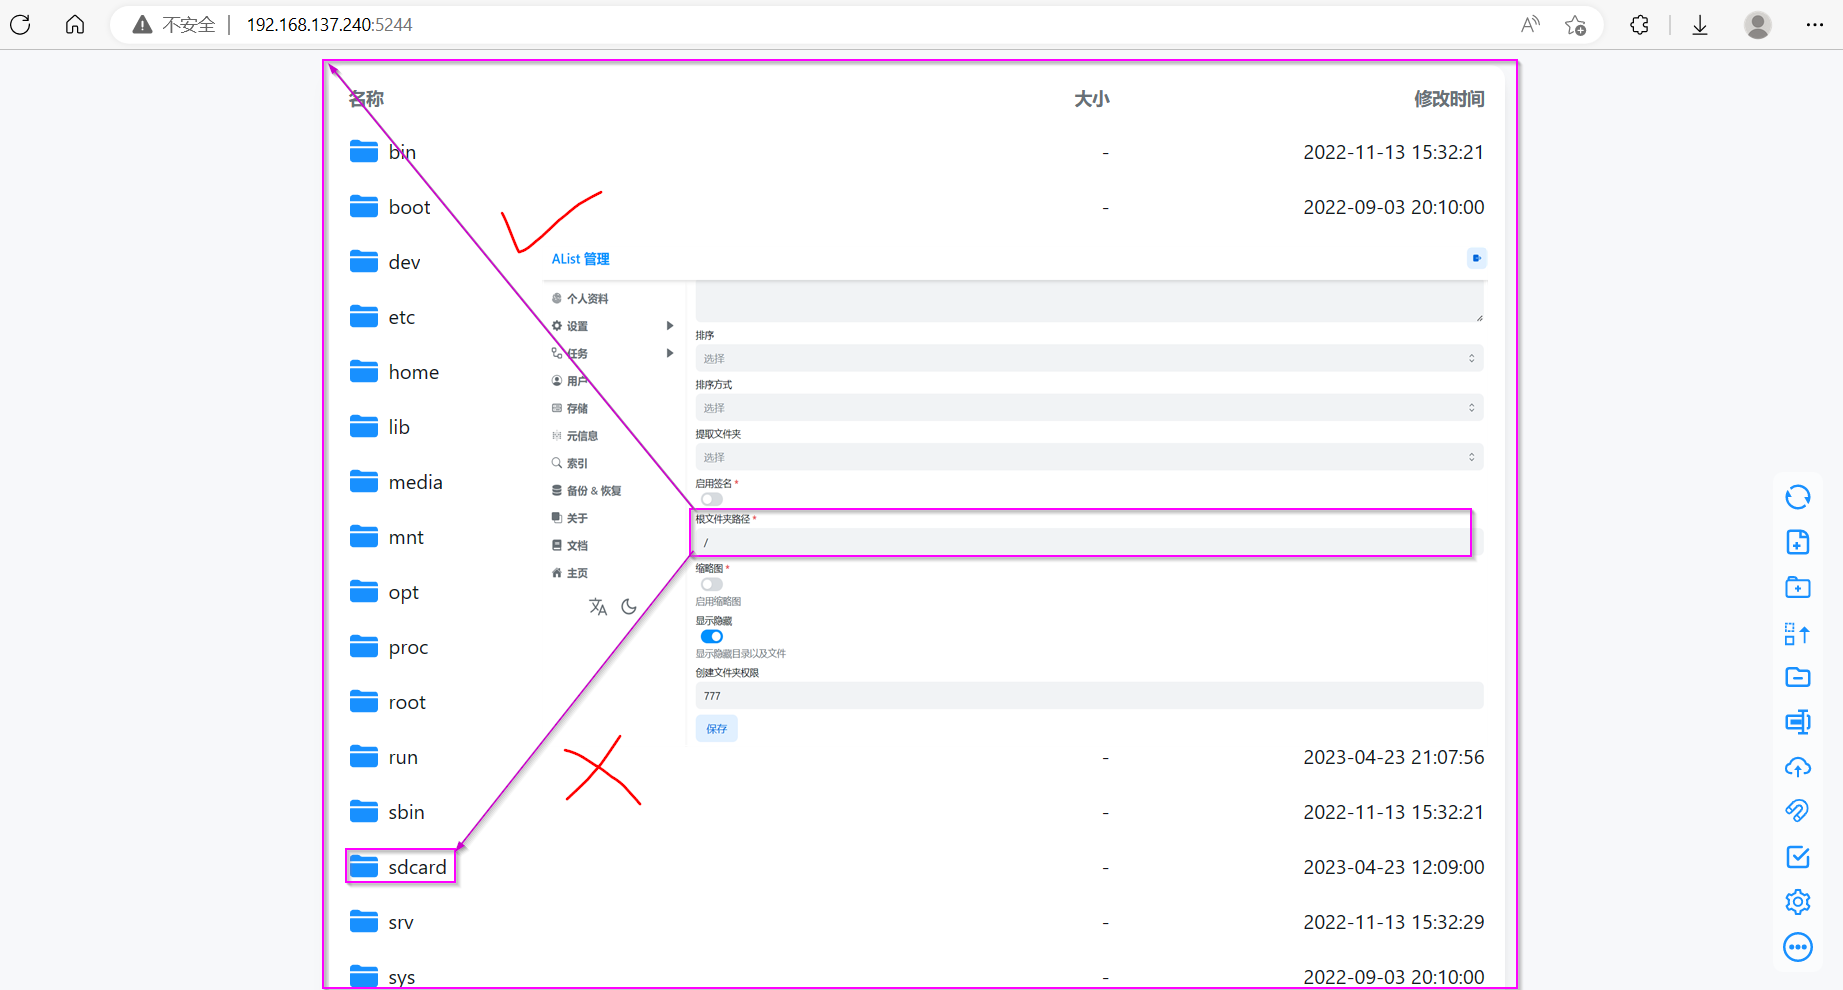 不安全 192.168.137.240:5244
名称 大小 修改时间
bin - 2022-11-13 15:32:21
boot - 2022-09-03 20:10:00
dev
etc
home
lib
media
mnt
opt
proc
root
run - 2023-04-23 21:07:56
sbin - 2022-11-13 15:32:21
sdcard - 2023-04-23 12:09:00
srv - 2022-11-13 15:32:29
sys - 2022-09-03 20:10:00
AList 管理
个人资料
设置
任务
用户
存储
元信息
索引
备份 & 恢复
关于
文档
主页
排序
选择
排序方式
选择
提取文件夹
选择
启用签名 *
根文件夹路径 *
/
缩略图 *
启用缩略图
显示隐藏
显示隐藏目录以及文件
创建文件夹权限
777
保存